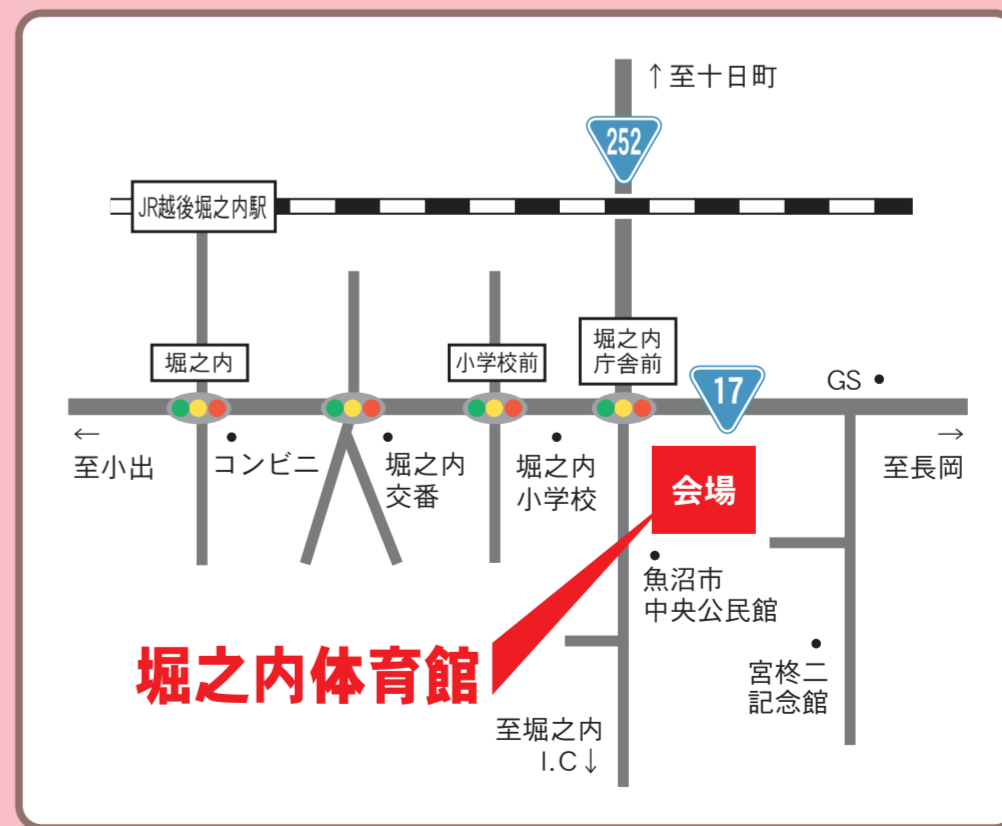 ↑至十日町
252
JR越後堀之内駅
堀之内
小学校前
堀之内
庁舎前
17
GS
←
至小出
コンビニ
堀之内
交番
堀之内
小学校
会場
→
至長岡
魚沼市
中央公民館
堀之内体育館
宮柊二
記念館
至堀之内
I.C↓